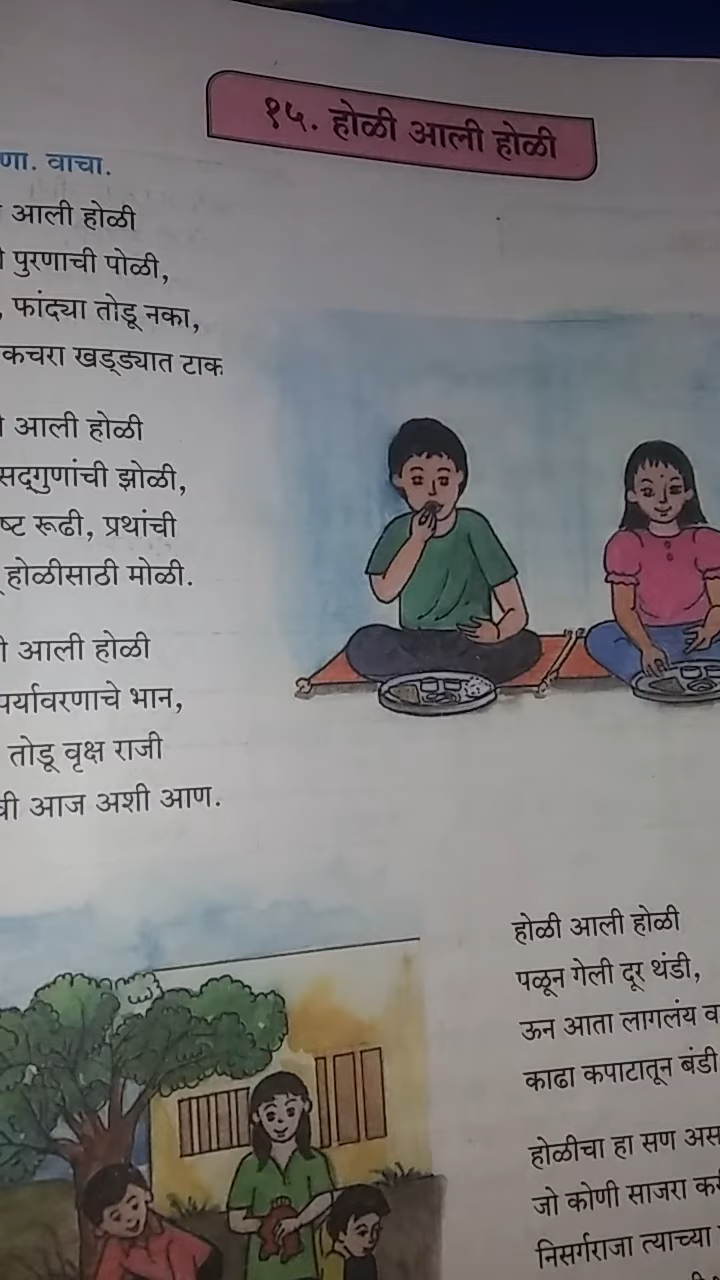 १५. होळी आली होळी
वाचा.
आली होळी
पुरणाची पोळी,
फांद्या तोडू नका,
कचरा खड्ड्यात टाक
आली होळी
सद्गुणांची झोळी,
रूढी, प्रथांची
होळीसाठी मोळी.
आली होळी
पर्यावरणाचे भान,
तोडू वृक्ष राजी
आज अशी आण.
होळी आली होळी
पळून गेली दूर थंडी,
ऊन आता लागलंय
काढा कपाटातून बंडी
होळीचा हा सण
जो कोणी साजरा
निसर्गराजा त्याच्या